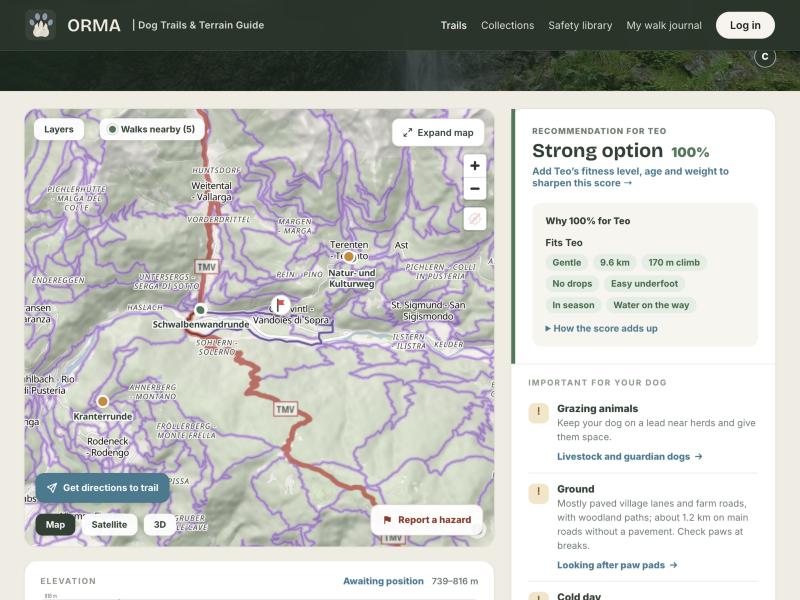 ORMA | Dog Trails & Terrain Guide
Trails Collections Safety library My walk journal Log in
C
Layers
Walks nearby (5)
Expand map
+
−
HUNTSDORF
Weitental
- Vallarga
PICHLERHÜTTE
- MALGA DEL
COLLE
VORDERDRITTEL
MARGEN
- MARGA
Terenten
Ast
Natur- und
Kulturweg
PICHLERN - COLLI
IN PUSTERIA
TMV
ENDEREGGEN
UNTERSERGS -
SERGA DI SOTTO
PEIN - PINO
HASLACH
Schwalbenwandrunde
Vandoies di Sopra
St. Sigmund - San
Sigismondo
SOHLERN -
SOLERNO
ILSTERN
- ILISTRA
KELDER
AHNERBERG
- MONTANO
Kranterrunde
TMV
FRÖLLERBERG -
MONTE FRELLA
Rodeneck
- Rodengo
Get directions to trail
Map Satellite 3D
Report a hazard
TMV
ELEVATION
Awaiting position 739–816 m
818 m
RECOMMENDATION FOR TEO
Strong option 100%
Add Teo's fitness level, age and weight to
sharpen this score →
Why 100% for Teo
Fits Teo
Gentle 9.6 km 170 m climb
No drops Easy underfoot
In season Water on the way
▸ How the score adds up
IMPORTANT FOR YOUR DOG
! Grazing animals
Keep your dog on a lead near herds and give
them space.
Livestock and guardian dogs →
! Ground
Mostly paved village lanes and farm roads,
with woodland paths; about 1.2 km on main
roads without a pavement. Check paws at
breaks.
Looking after paw pads →
! Cold day